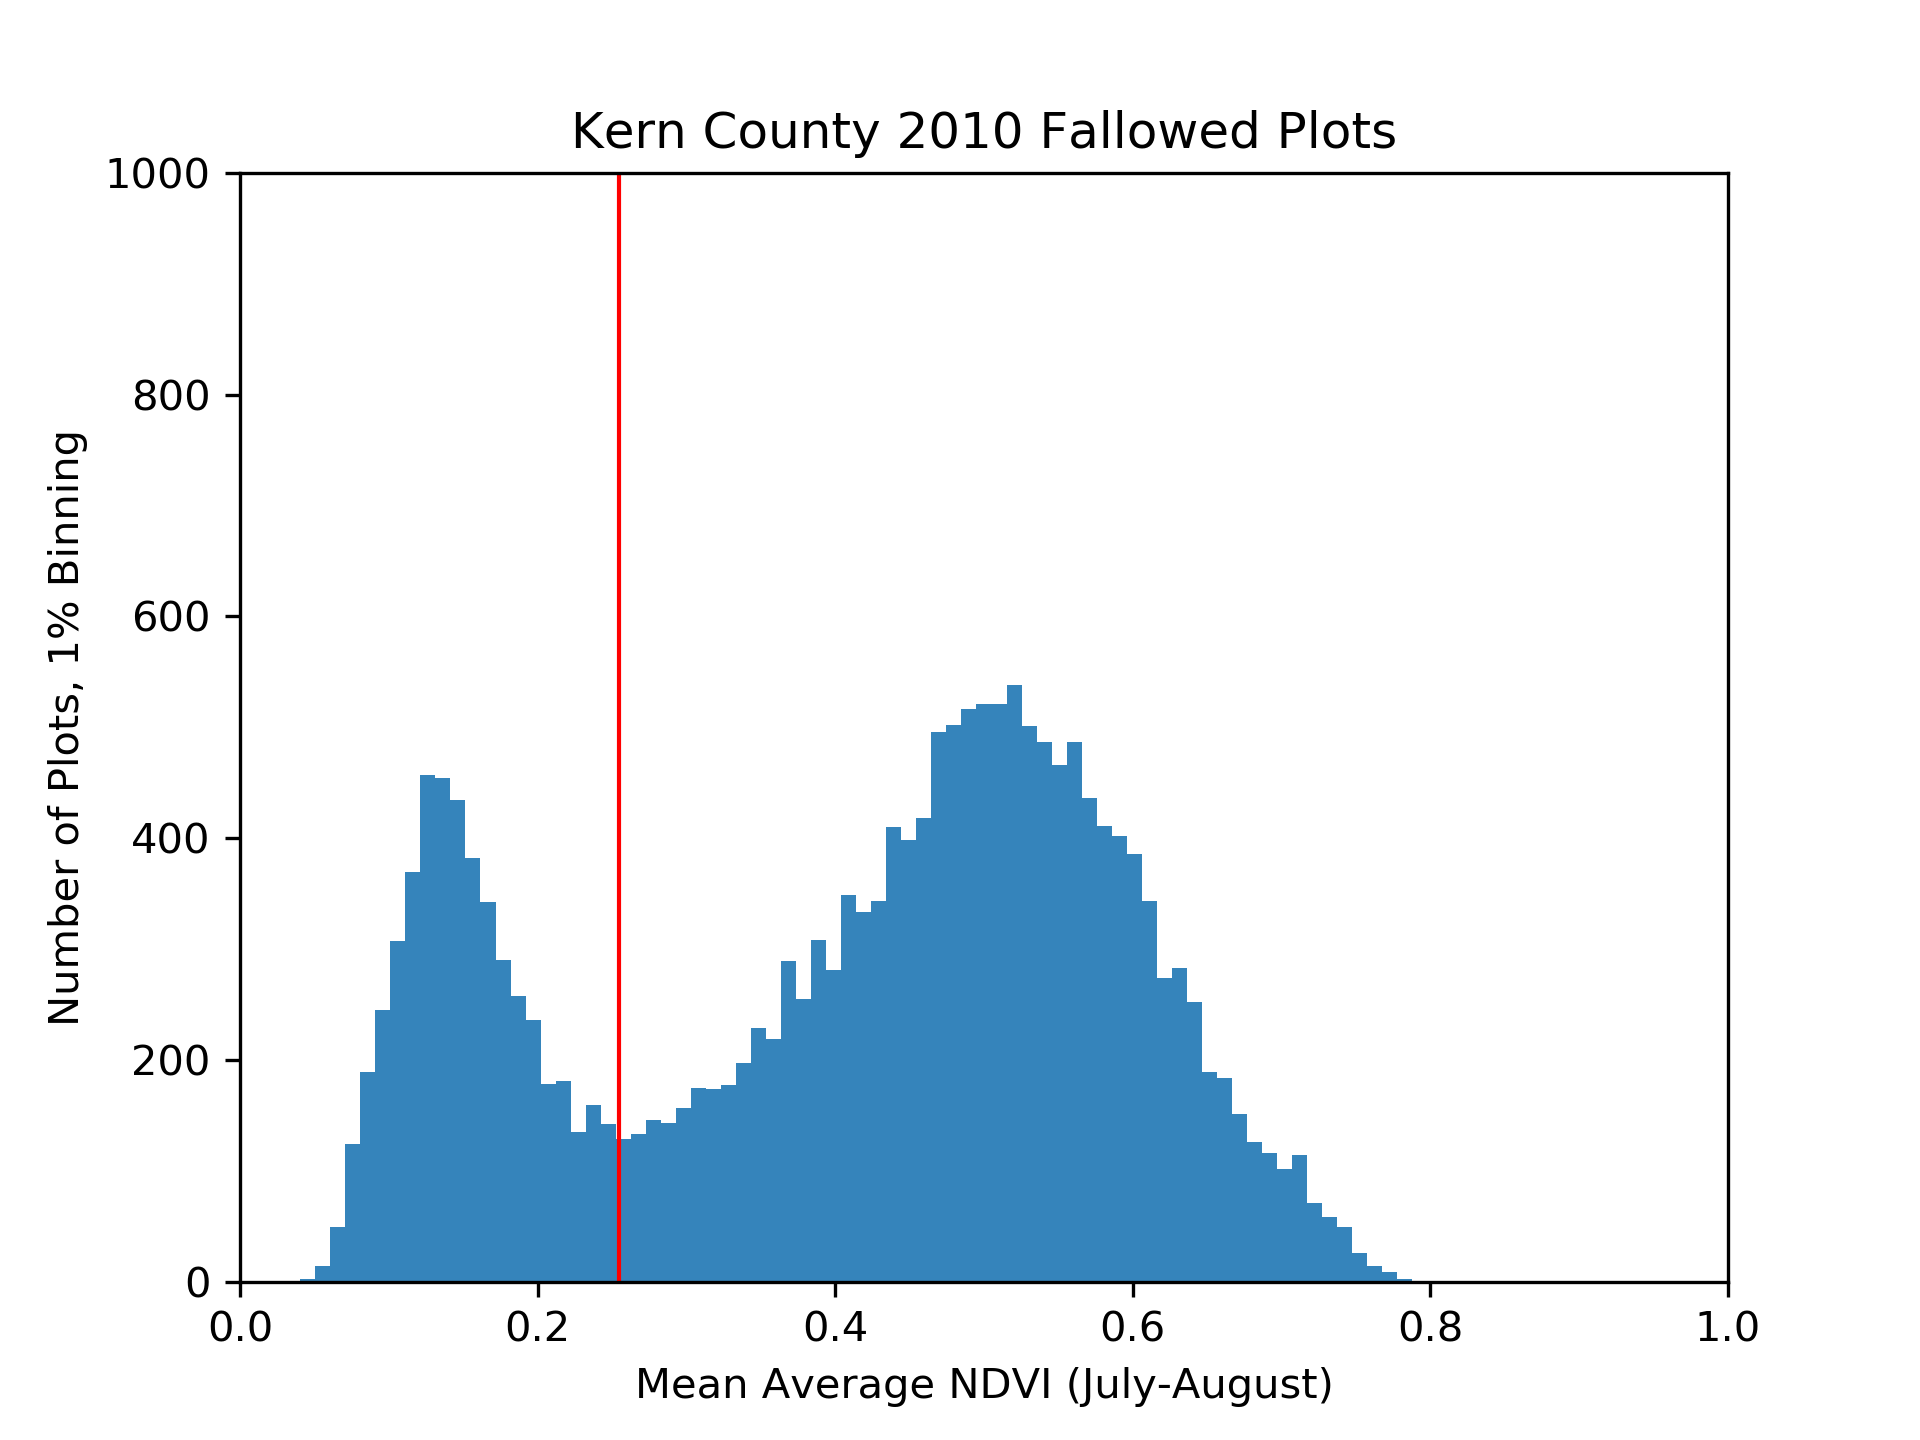 Kern County 2010 Fallowed Plots
1000
800
600
400
200
0
Number of Plots, 1% Binning
0.0 0.2 0.4 0.6 0.8 1.0
Mean Average NDVI (July-August)